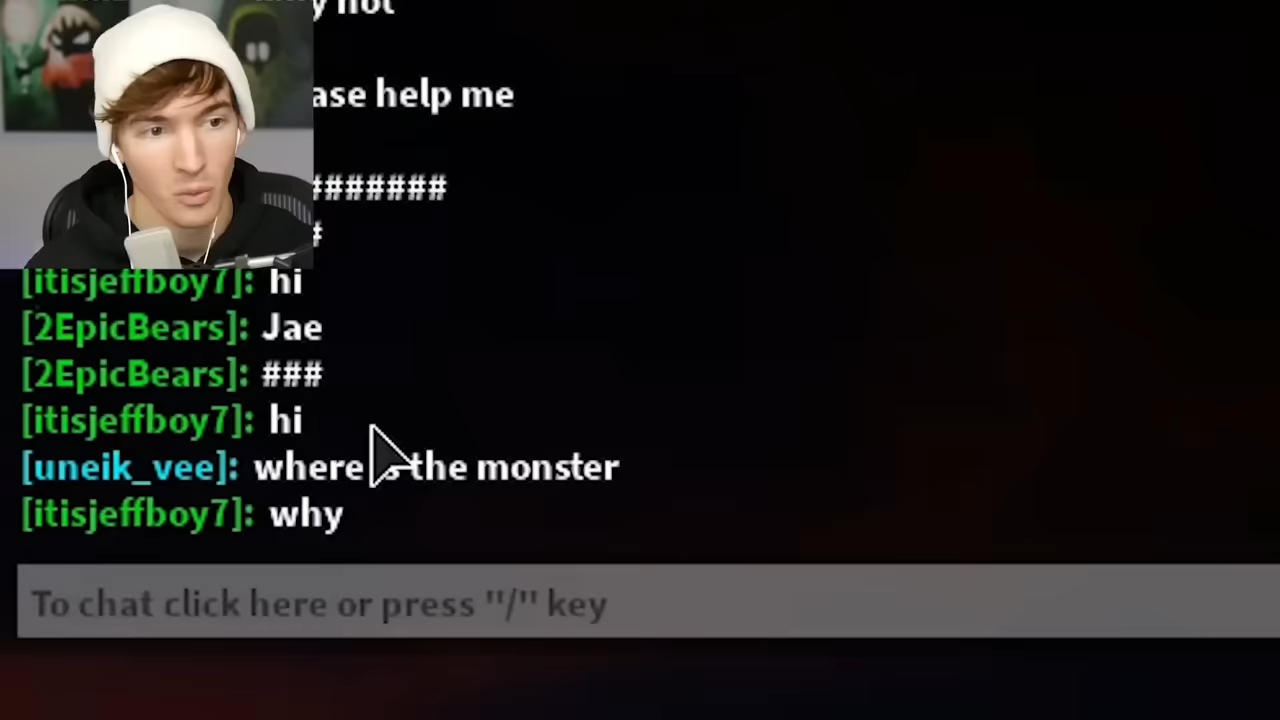 not
help me
#######
#
[itisjeffboy7]: hi
[2EpicBears]: Jae
[2EpicBears]: ###
[itisjeffboy7]: hi
[uneik_vee]: where the monster
[itisjeffboy7]: why
To chat click here or press "/" key